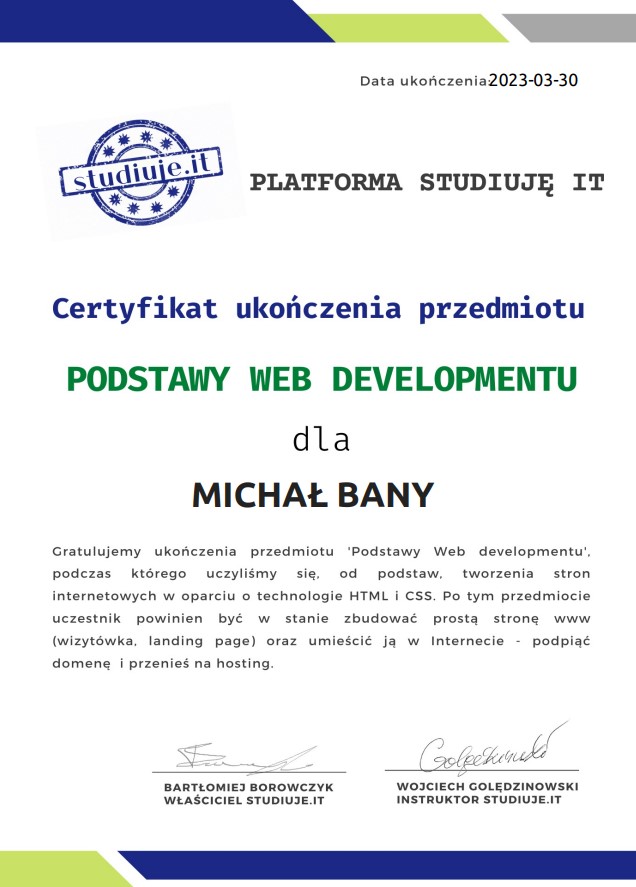 Data ukończenia:2023-03-30
studiuje.it
PLATFORMA STUDIUJĘ IT
Certyfikat ukończenia przedmiotu
PODSTAWY WEB DEVELOPMENTU
dla
MICHAŁ BANY
Gratulujemy ukończenia przedmiotu 'Podstawy Web developmentu',
podczas którego uczyliśmy się, od podstaw, tworzenia stron
internetowych w oparciu o technologie HTML i CSS. Po tym przedmiocie
uczestnik powinien być w stanie zbudować prostą stronę www
(wizytówka, landing page) oraz umieścić ją w Internecie - podpiąć
domenę i przenieś na hosting.
BARTŁOMIEJ BOROWCZYK
WŁAŚCICIEL STUDIUJE.IT
WOJCIECH GOLĘDZINOWSKI
INSTRUKTOR STUDIUJE.IT